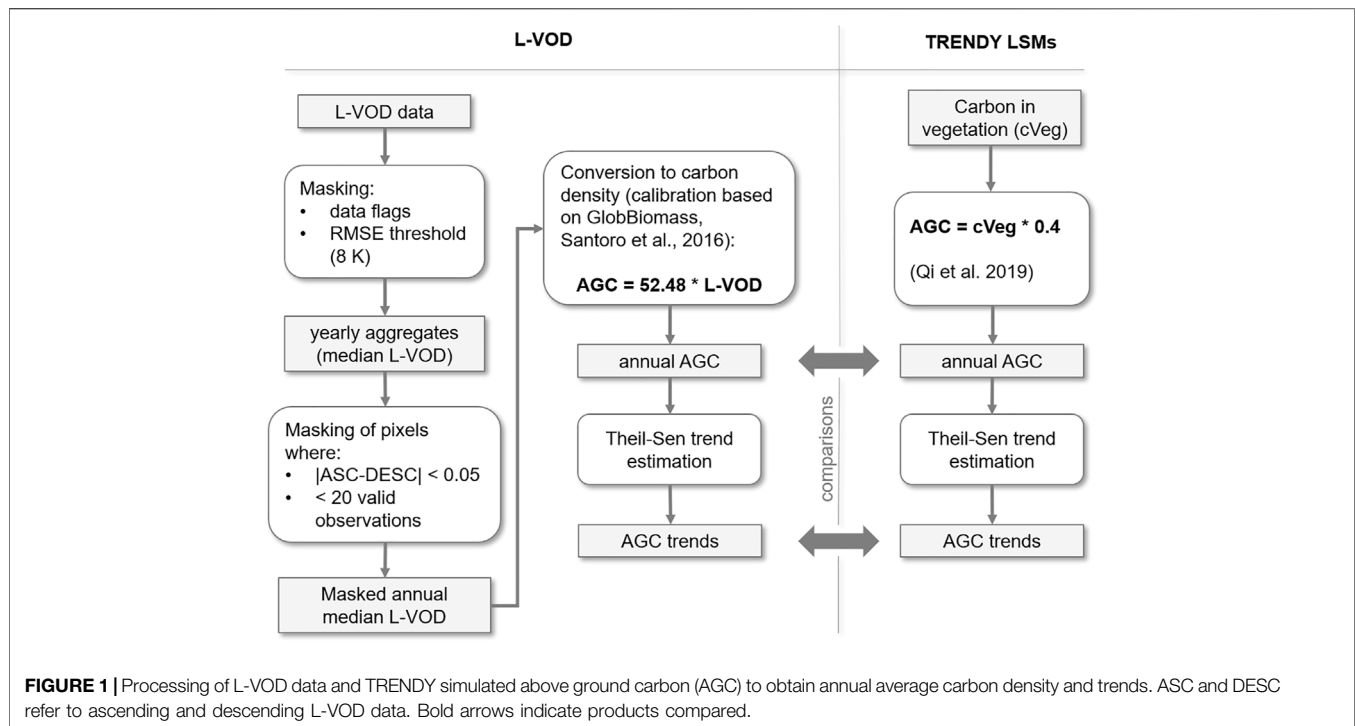 L-VOD
TRENDY LSMs
L-VOD data
Masking:
• data flags
• RMSE threshold
(8 K)
yearly aggregates
(median L-VOD)
Masking of pixels
where:
• |ASC-DESC| < 0.05
• < 20 valid
observations
Masked annual
median L-VOD
Conversion to carbon
density (calibration based
on GlobBiomass,
Santoro et al., 2016):
AGC = 52.48 * L-VOD
annual AGC
Theil-Sen trend
estimation
AGC trends
comparisons
Carbon in
vegetation (cVeg)
AGC = cVeg * 0.4
(Qi et al. 2019)
annual AGC
Theil-Sen trend
estimation
AGC trends
FIGURE 1 | Processing of L-VOD data and TRENDY simulated above ground carbon (AGC) to obtain annual average carbon density and trends. ASC and DESC
refer to ascending and descending L-VOD data. Bold arrows indicate products compared.